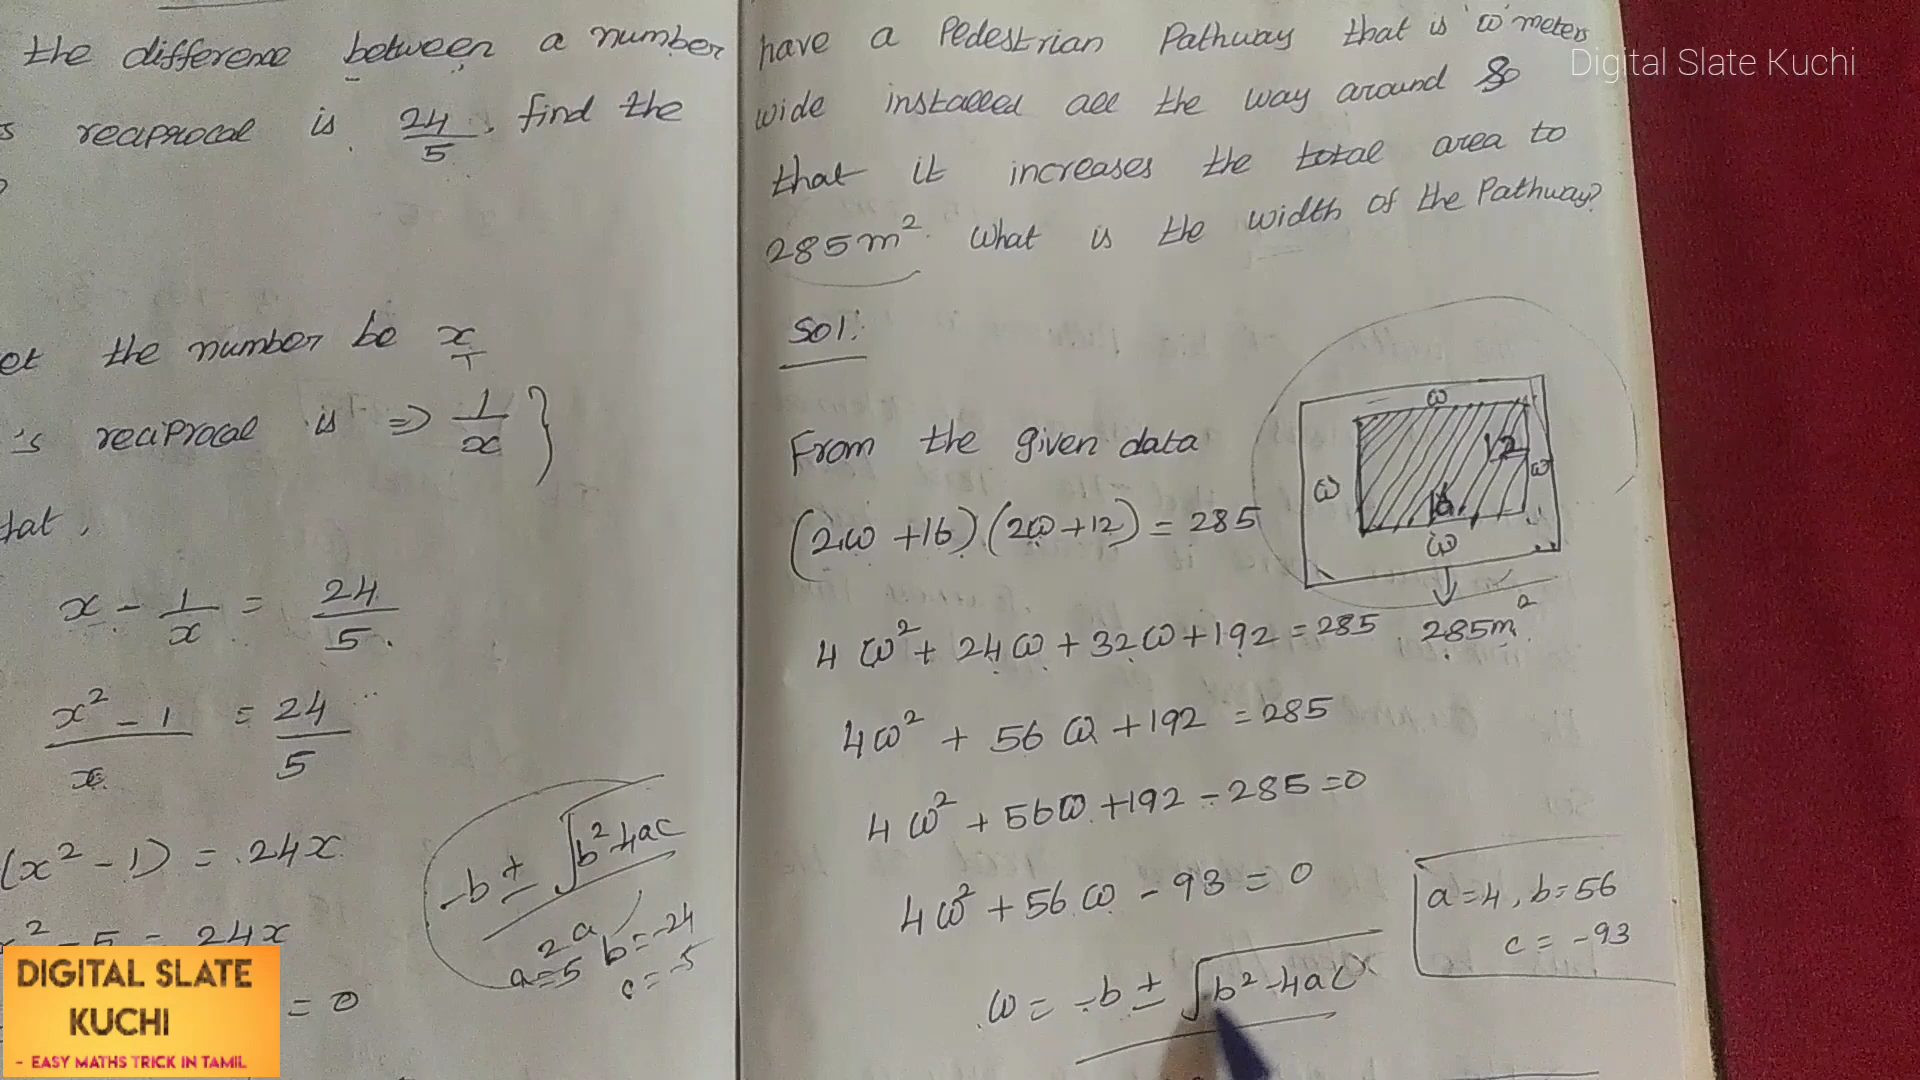 the difference between a number
s reciprocal is 24/5, find the
?
et the number be x
's reciprocal is => 1/x }
that,
x - 1/x = 24/5
x² - 1 / x = 24/5
(x² - 1) = 24x
x² - 5 = 24x
= 0
-b ± √b²-4ac / 2a
a=5 b=-24
c=-5
have a Pedestrian Pathway that is 'ω' meters
wide installed all the way around so
that it increases the total area to
285m². What is the width of the Pathway?
Sol:
From the given data
(2ω +16) (2ω +12) = 285
4ω² + 24ω + 32ω + 192 = 285
4ω² + 56ω + 192 = 285
4ω² + 56ω + 192 - 285 = 0
4ω² + 56ω - 93 = 0
ω = -b ± √b²-4ac
ω
12
ω
ω
16
ω
285m²
a=4, b=56
c = -93
Digital Slate Kuchi
DIGITAL SLATE
KUCHI
- EASY MATHS TRICK IN TAMIL